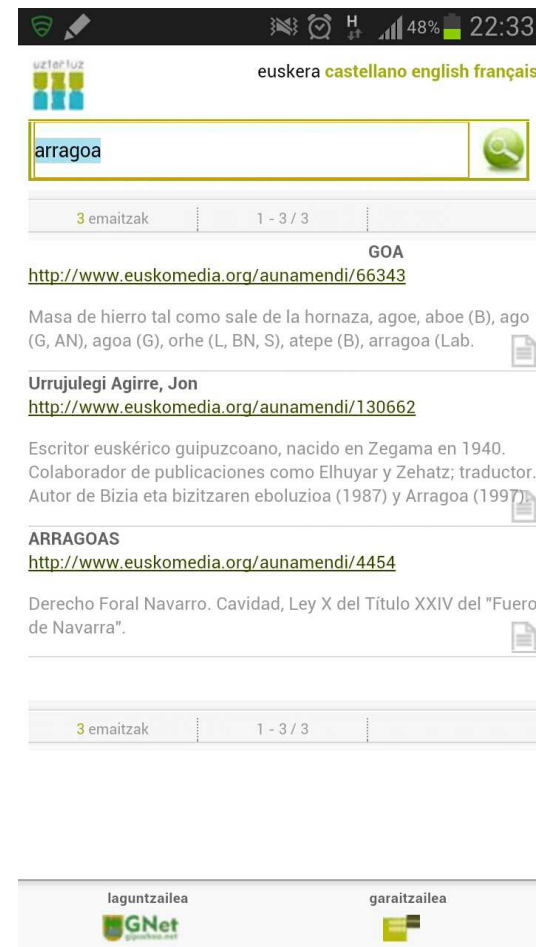 H 48% 22:33
uztarluz
euskera castellano english français
arragoa
3 emaitzak 1 - 3 / 3
GOA
http://www.euskomedia.org/aunamendi/66343
Masa de hierro tal como sale de la hornaza, agoe, aboe (B), ago
(G, AN), agoa (G), orhe (L, BN, S), atepe (B), arragoa (Lab.
Urrujulegi Agirre, Jon
http://www.euskomedia.org/aunamendi/130662
Escritor euskérico guipuzcoano, nacido en Zegama en 1940.
Colaborador de publicaciones como Elhuyar y Zehatz; traductor.
Autor de Bizia eta bizitzaren eboluzioa (1987) y Arragoa (1997).
ARRAGOAS
http://www.euskomedia.org/aunamendi/4454
Derecho Foral Navarro. Cavidad, Ley X del Título XXIV del "Fuero
de Navarra".
3 emaitzak 1 - 3 / 3
laguntzailea garaitzailea
GNet
gipuzkoa.net